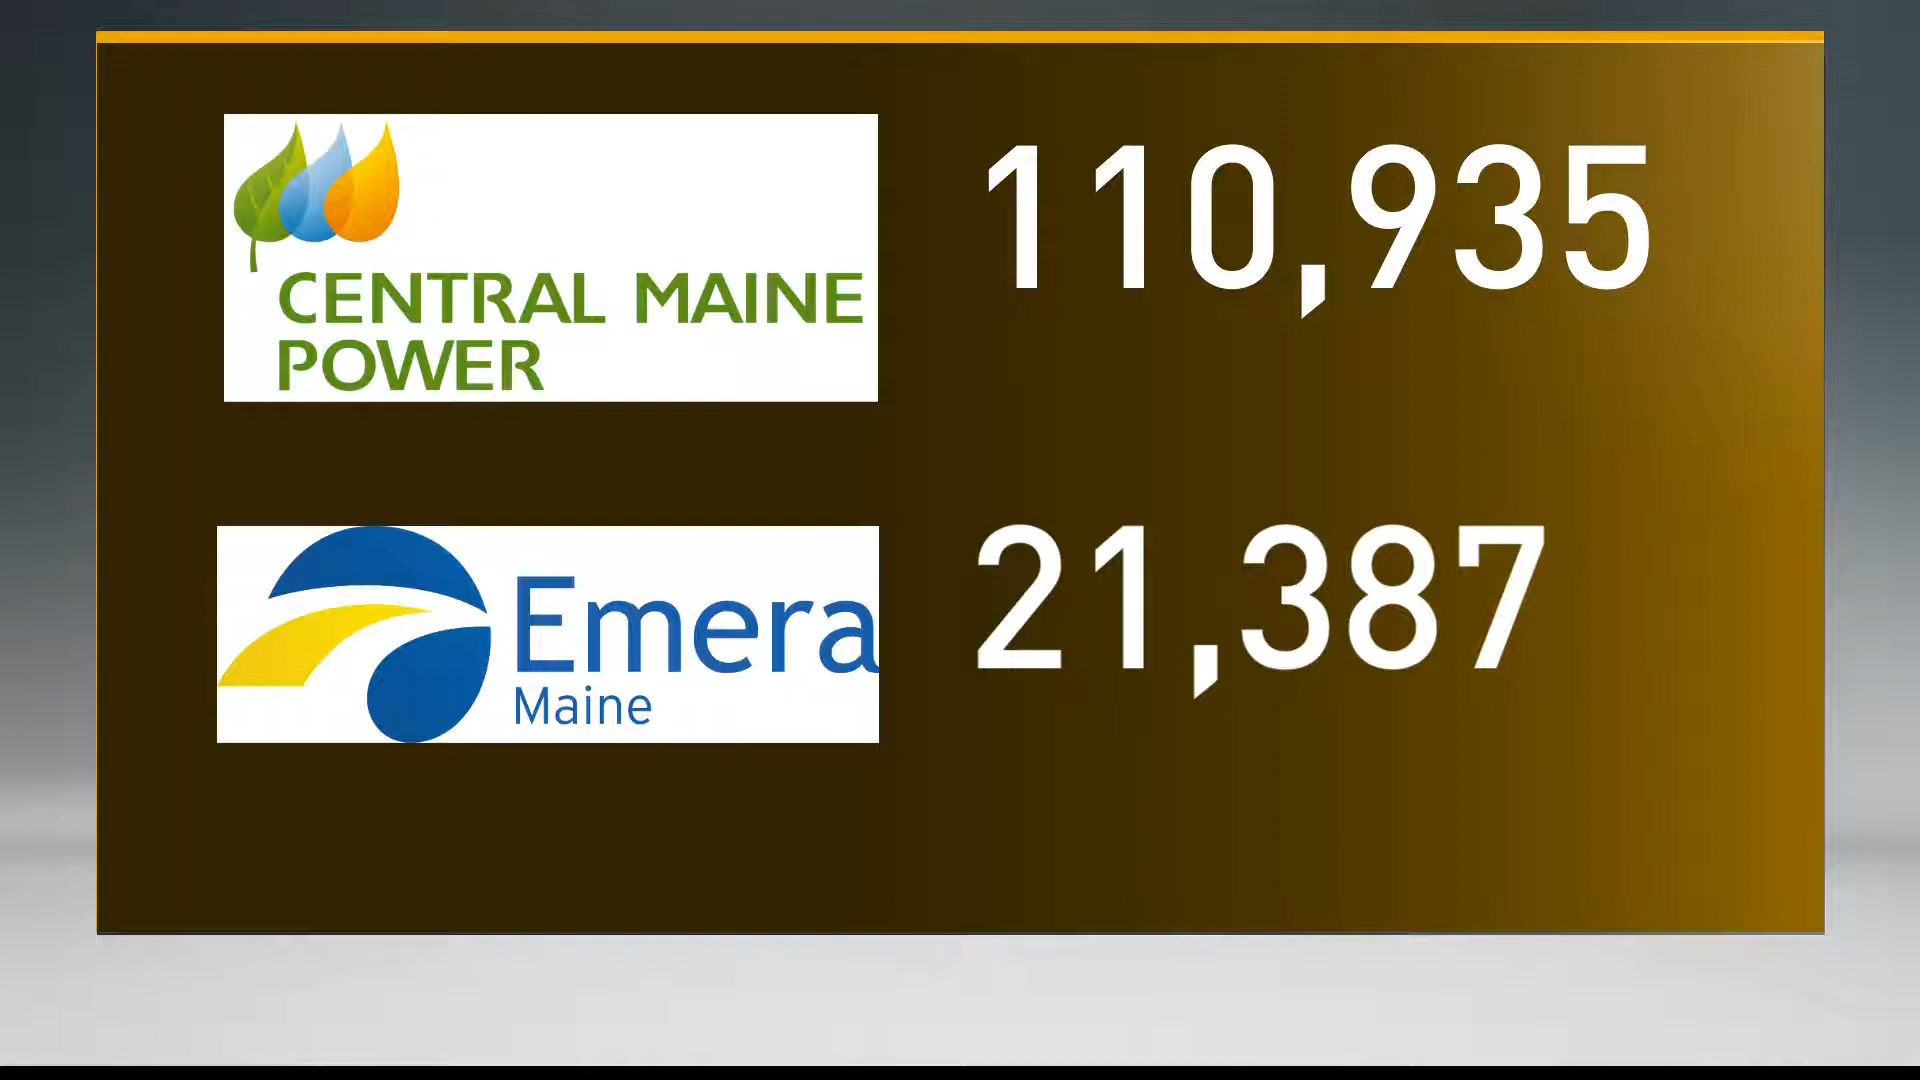 CENTRAL MAINE
POWER
110,935
Emera
Maine
21,387